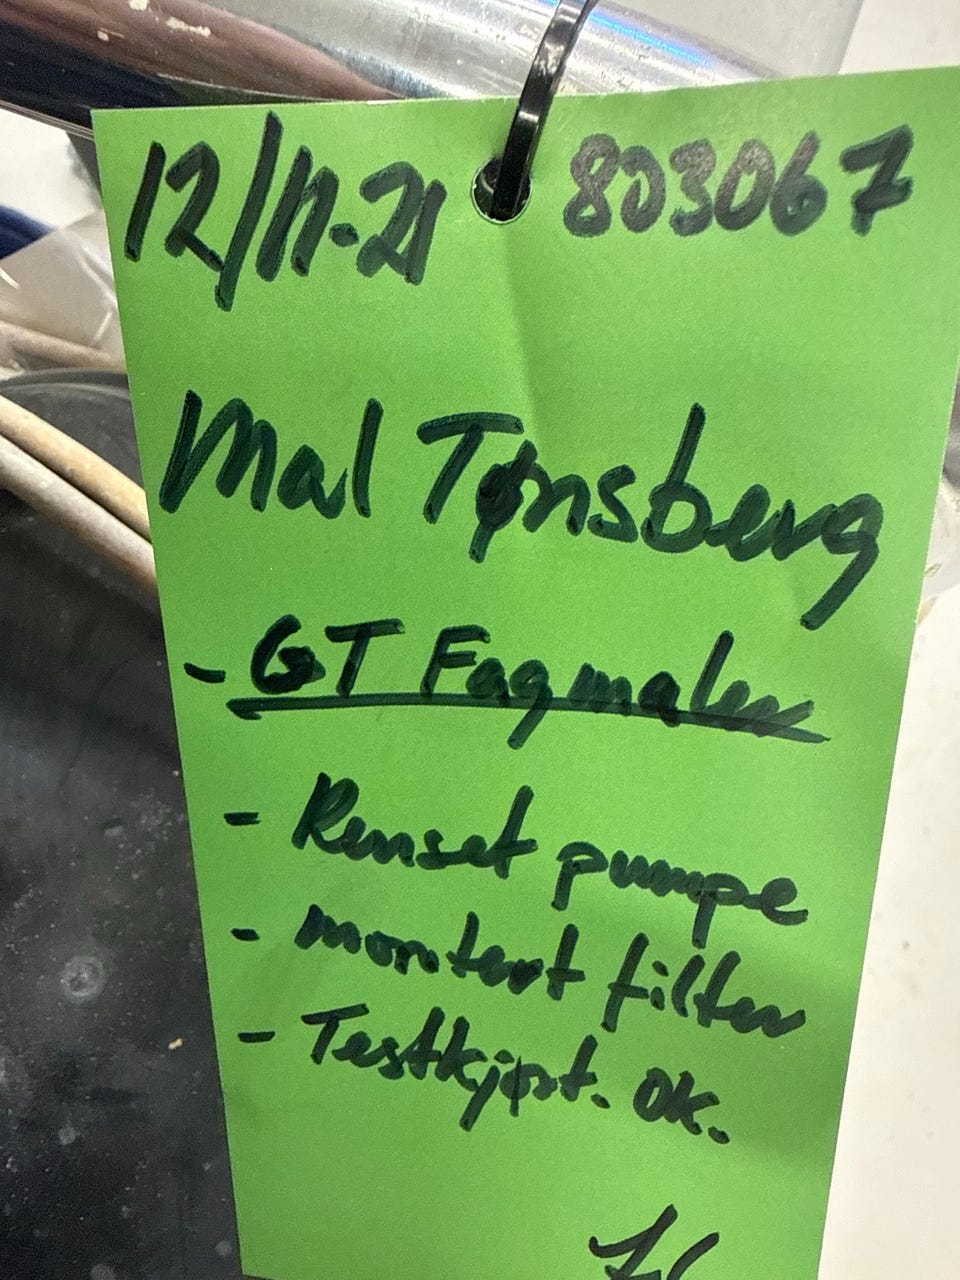 12/11-21 803067
Mal Tønsberg
- GT Fagmaler
- Renset pumpe
- montert filter
- Testkjørt. OK.